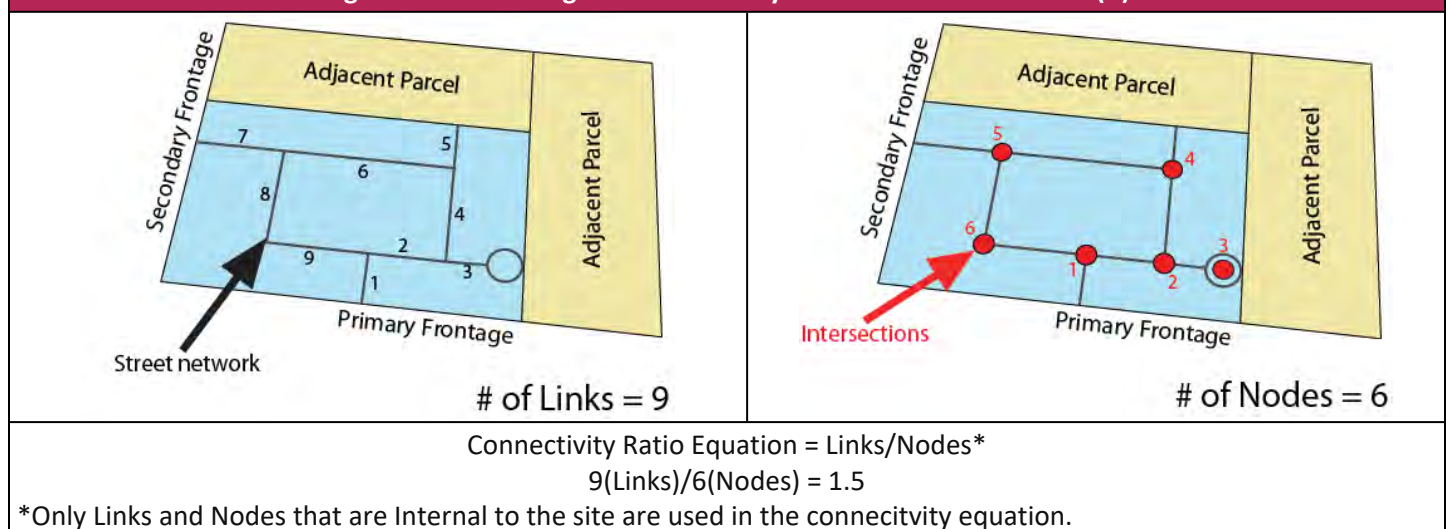 Secondary Frontage
Adjacent Parcel
Adjacent Parcel
7
5
6
8
4
2
9
3
1
Primary Frontage
Street network
# of Links = 9
Secondary Frontage
Adjacent Parcel
Adjacent Parcel
5
4
6
3
1
2
Intersections
Primary Frontage
# of Nodes = 6
Connectivity Ratio Equation = Links/Nodes*
9(Links)/6(Nodes) = 1.5
*Only Links and Nodes that are Internal to the site are used in the connecitvity equation.